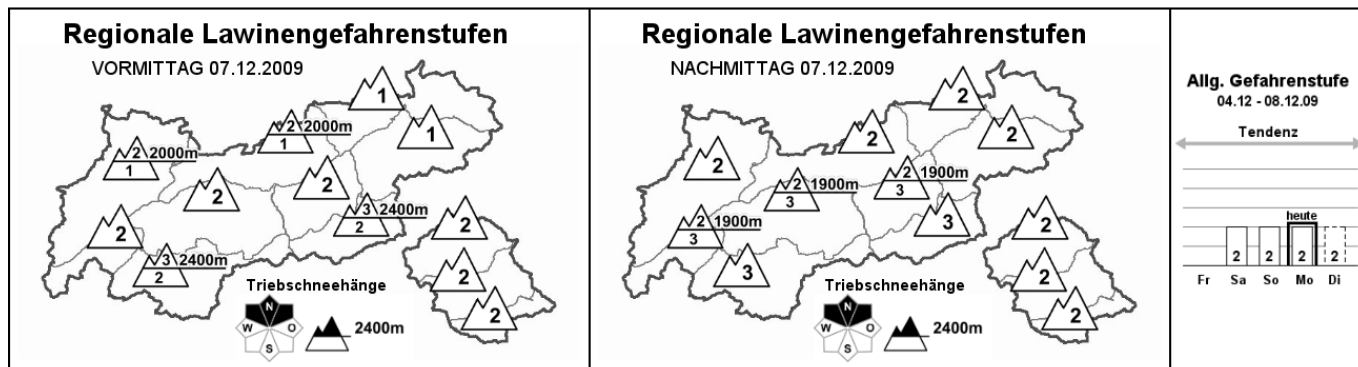 Regionale Lawinengefahrenstufen
VORMITTAG 07.12.2009
1
1
2 2000m
1
2 2000m
1
2
2
3 2400m
2
2
2
3 2400m
2
2
2
Triebschneehänge
N
W O
S
2400m
Regionale Lawinengefahrenstufen
NACHMITTAG 07.12.2009
2
2
2
2
2 1900m
3
2 1900m
3
2 1900m
3
3
2
3
2
2
Triebschneehänge
N
W O
S
2400m
Allg. Gefahrenstufe
04.12 - 08.12.09
Tendenz
heute
2 2 2 2
Fr Sa So Mo Di